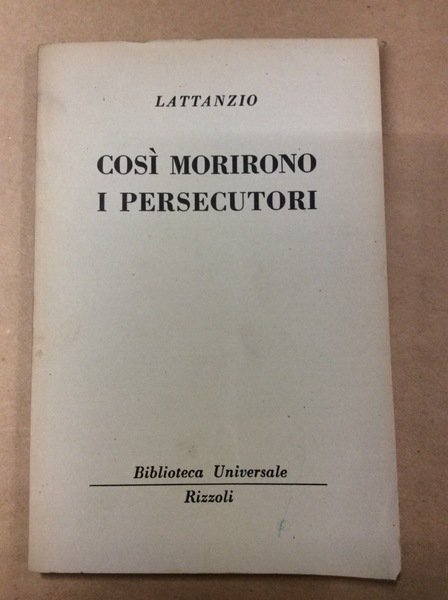 LATTANZIO
COSÌ MORIRONO
I PERSECUTORI
Biblioteca Universale
Rizzoli